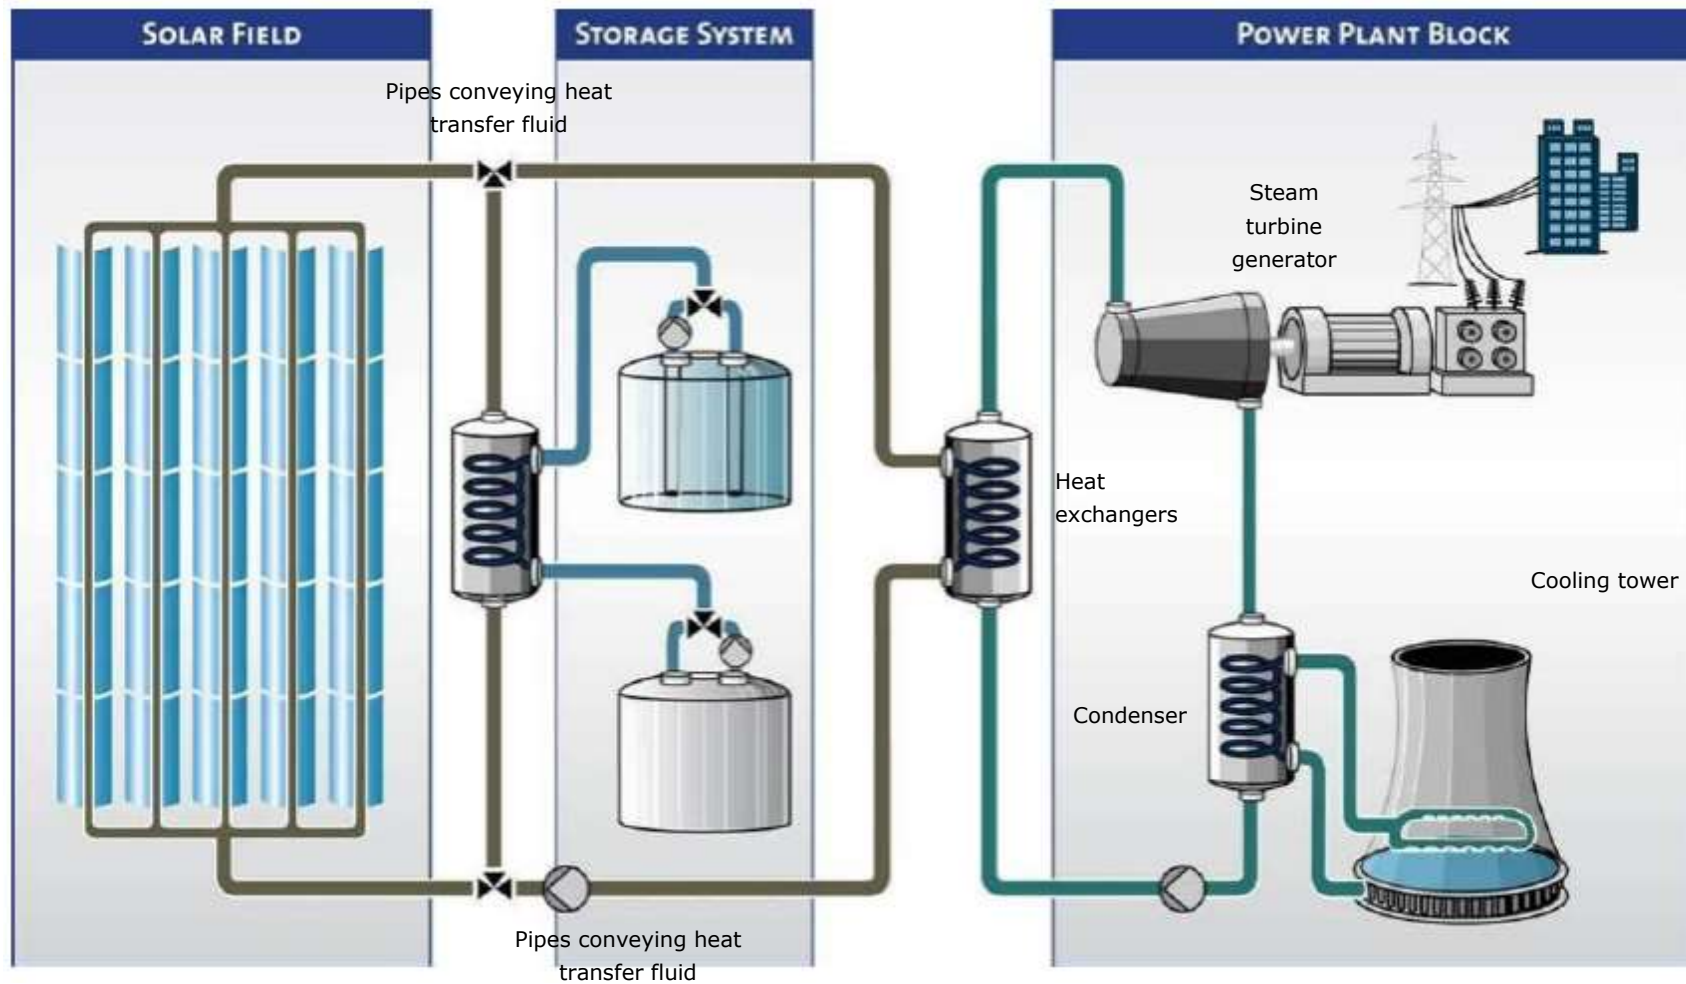 SOLAR FIELD
STORAGE SYSTEM
POWER PLANT BLOCK
Pipes conveying heat
transfer fluid
Steam
turbine
generator
Heat
exchangers
Cooling tower
Condenser
Pipes conveying heat
transfer fluid